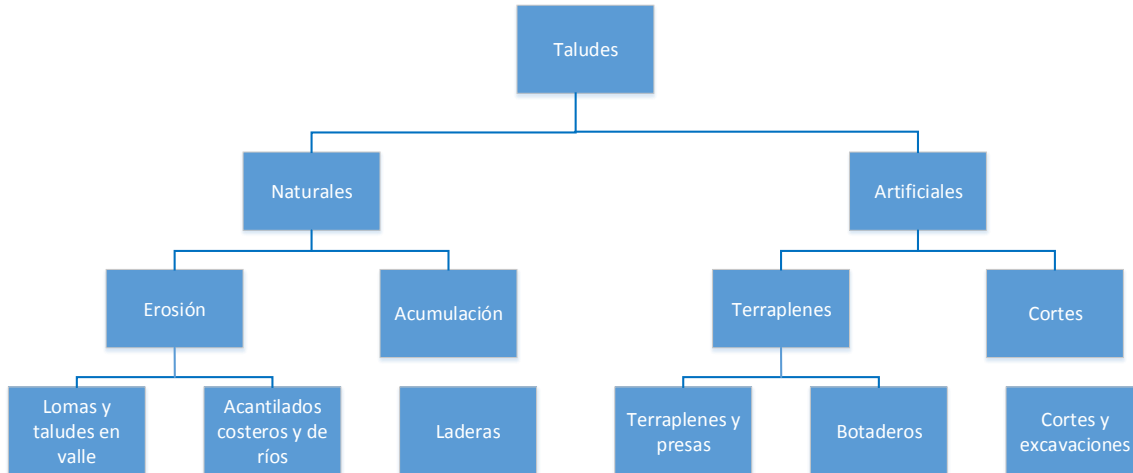 Taludes
Naturales
Artificiales
Erosión
Acumulación
Terraplenes
Cortes
Lomas y
taludes en
valle
Acantilados
costeros y de
ríos
Laderas
Terraplenes y
presas
Botaderos
Cortes y
excavaciones